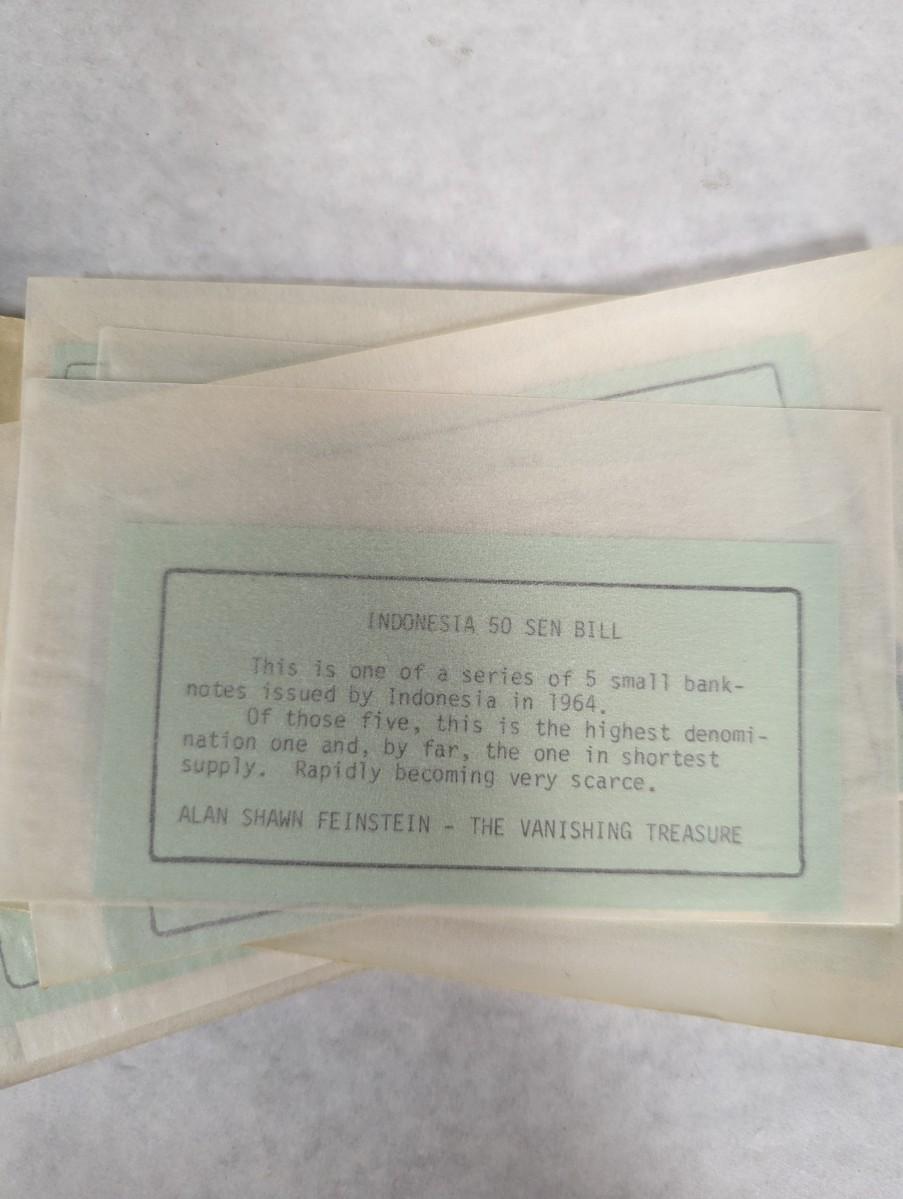 INDONESIA 50 SEN BILL
This is one of a series of 5 small bank-
notes issued by Indonesia in 1964.
Of those five, this is the highest denomi-
nation one and, by far, the one in shortest
supply. Rapidly becoming very scarce.
ALAN SHAWN FEINSTEIN - THE VANISHING TREASURE